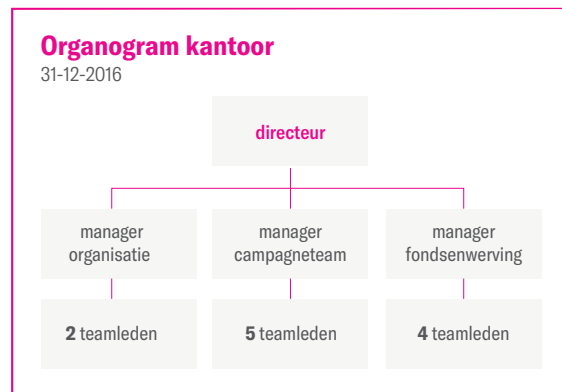 Organogram kantoor
31-12-2016
directeur
manager
organisatie
manager
campagneteam
manager
fondsenwerving
2 teamleden
5 teamleden
4 teamleden